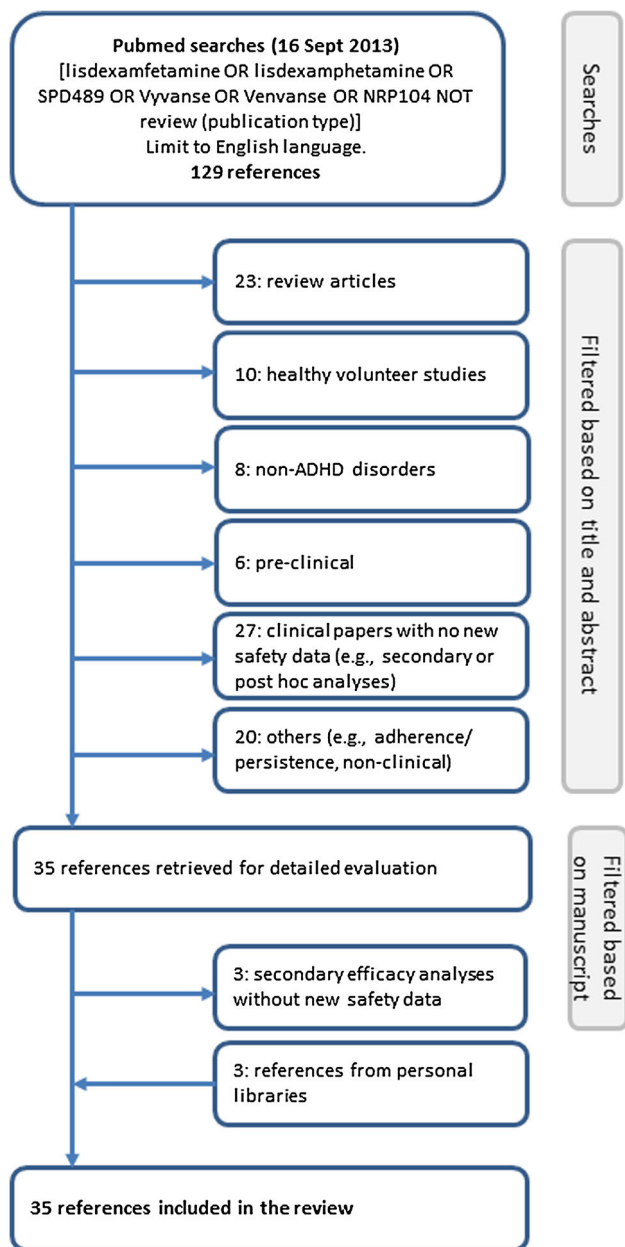 Pubmed searches (16 Sept 2013)
[lisdexamfetamine OR lisdexamphetamine OR
SPD489 OR Vyvanse OR Venvanse OR NRP104 NOT
review (publication type)]
Limit to English language.
129 references
Searches
23: review articles
10: healthy volunteer studies
8: non-ADHD disorders
6: pre-clinical
27: clinical papers with no new
safety data (e.g., secondary or
post hoc analyses)
20: others (e.g., adherence/
persistence, non-clinical)
Filtered based on title and abstract
35 references retrieved for detailed evaluation
3: secondary efficacy analyses
without new safety data
3: references from personal
libraries
Filtered based
on manuscript
35 references included in the review